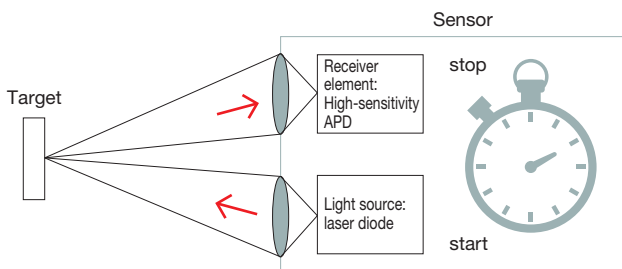 Sensor
Target
Receiver
element:
High-sensitivity
APD
stop
Light source:
laser diode
start